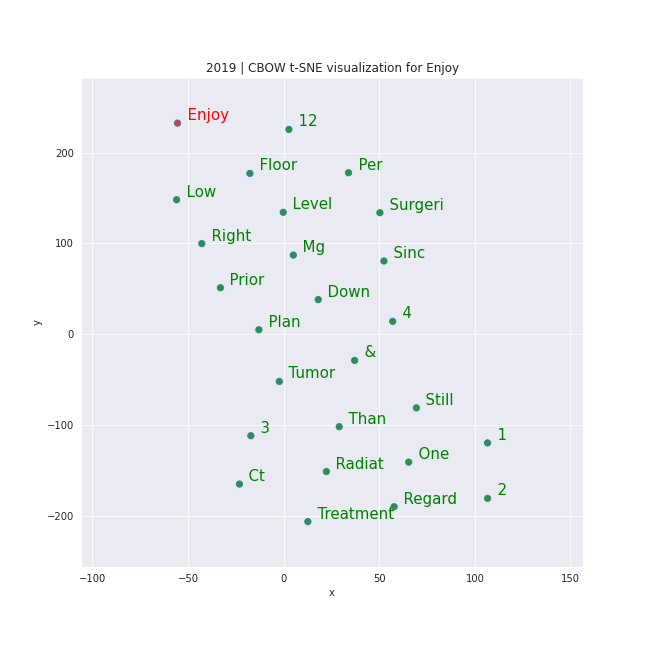 2019 | CBOW t-SNE visualization for Enjoy
Enjoy
12
Floor
Per
Low
Level
Surgeri
Right
Mg
Sinc
Prior
Down
Plan
4
&
Tumor
Still
Than
3
1
One
Radiat
Ct
2
Regard
Treatment
200
100
0
−100
−200
y
−100
−50
0
50
100
150
x